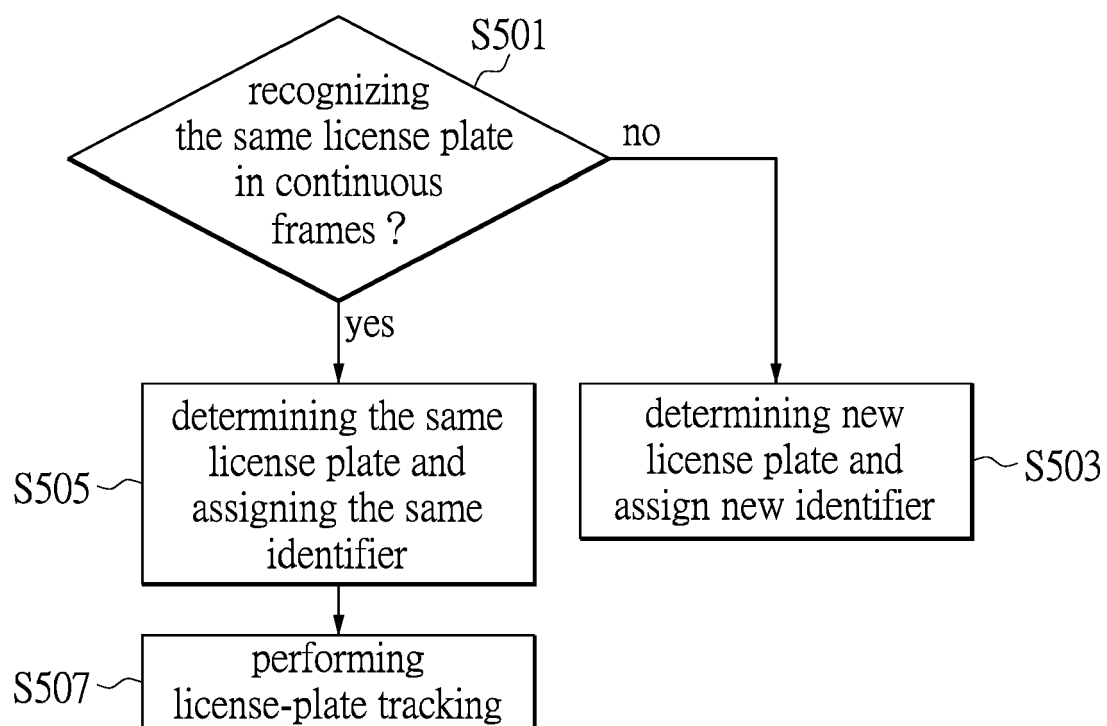 S501
recognizing
the same license plate
in continuous
frames ?
no
yes
determining the same
license plate and
assigning the same
identifier
S505
determining new
license plate and
assign new identifier
S503
performing
license-plate tracking
S507